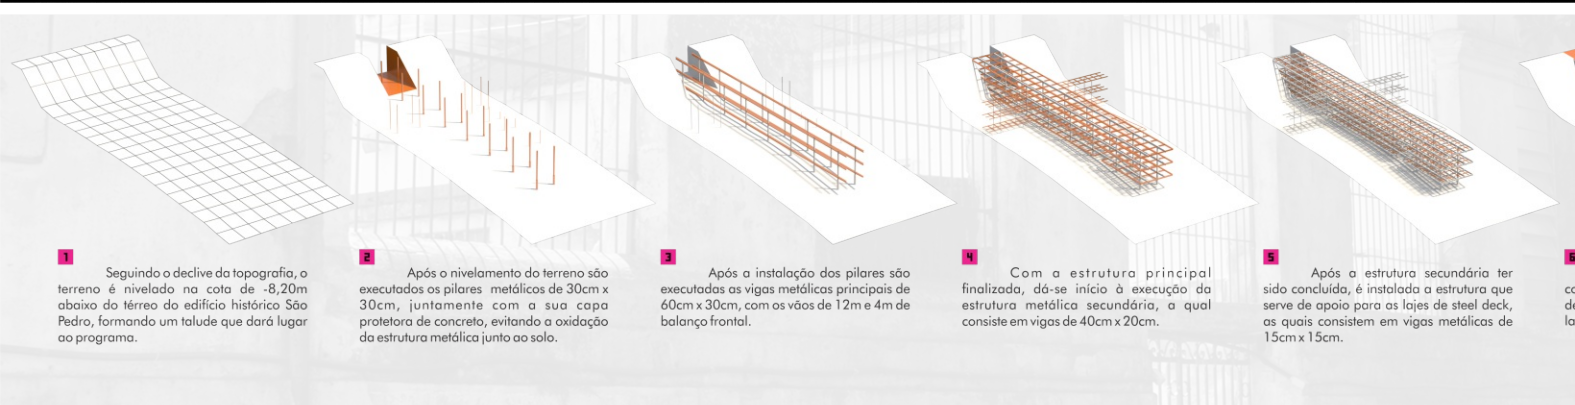 1
Seguindo o declive da topografia, o
terreno é nivelado na cota de -8,20m
abaixo do térreo do edifício histórico São
Pedro, formando um talude que dará lugar
ao programa.
2
Após o nivelamento do terreno são
executados os pilares metálicos de 30cm x
30cm, juntamente com a sua capa
protetora de concreto, evitando a oxidação
da estrutura metálica junto ao solo.
3
Após a instalação dos pilares são
executadas as vigas metálicas principais de
60cm x 30cm, com os vãos de 12m e 4m de
balanço frontal.
4
Com a estrutura principal
finalizada, dá-se início à execução da
estrutura metálica secundária, a qual
consiste em vigas de 40cm x 20cm.
5
Após a estrutura secundária ter
sido concluída, é instalada a estrutura que
serve de apoio para as lajes de steel deck,
as quais consistem em vigas metálicas de
15cm x 15cm.
6